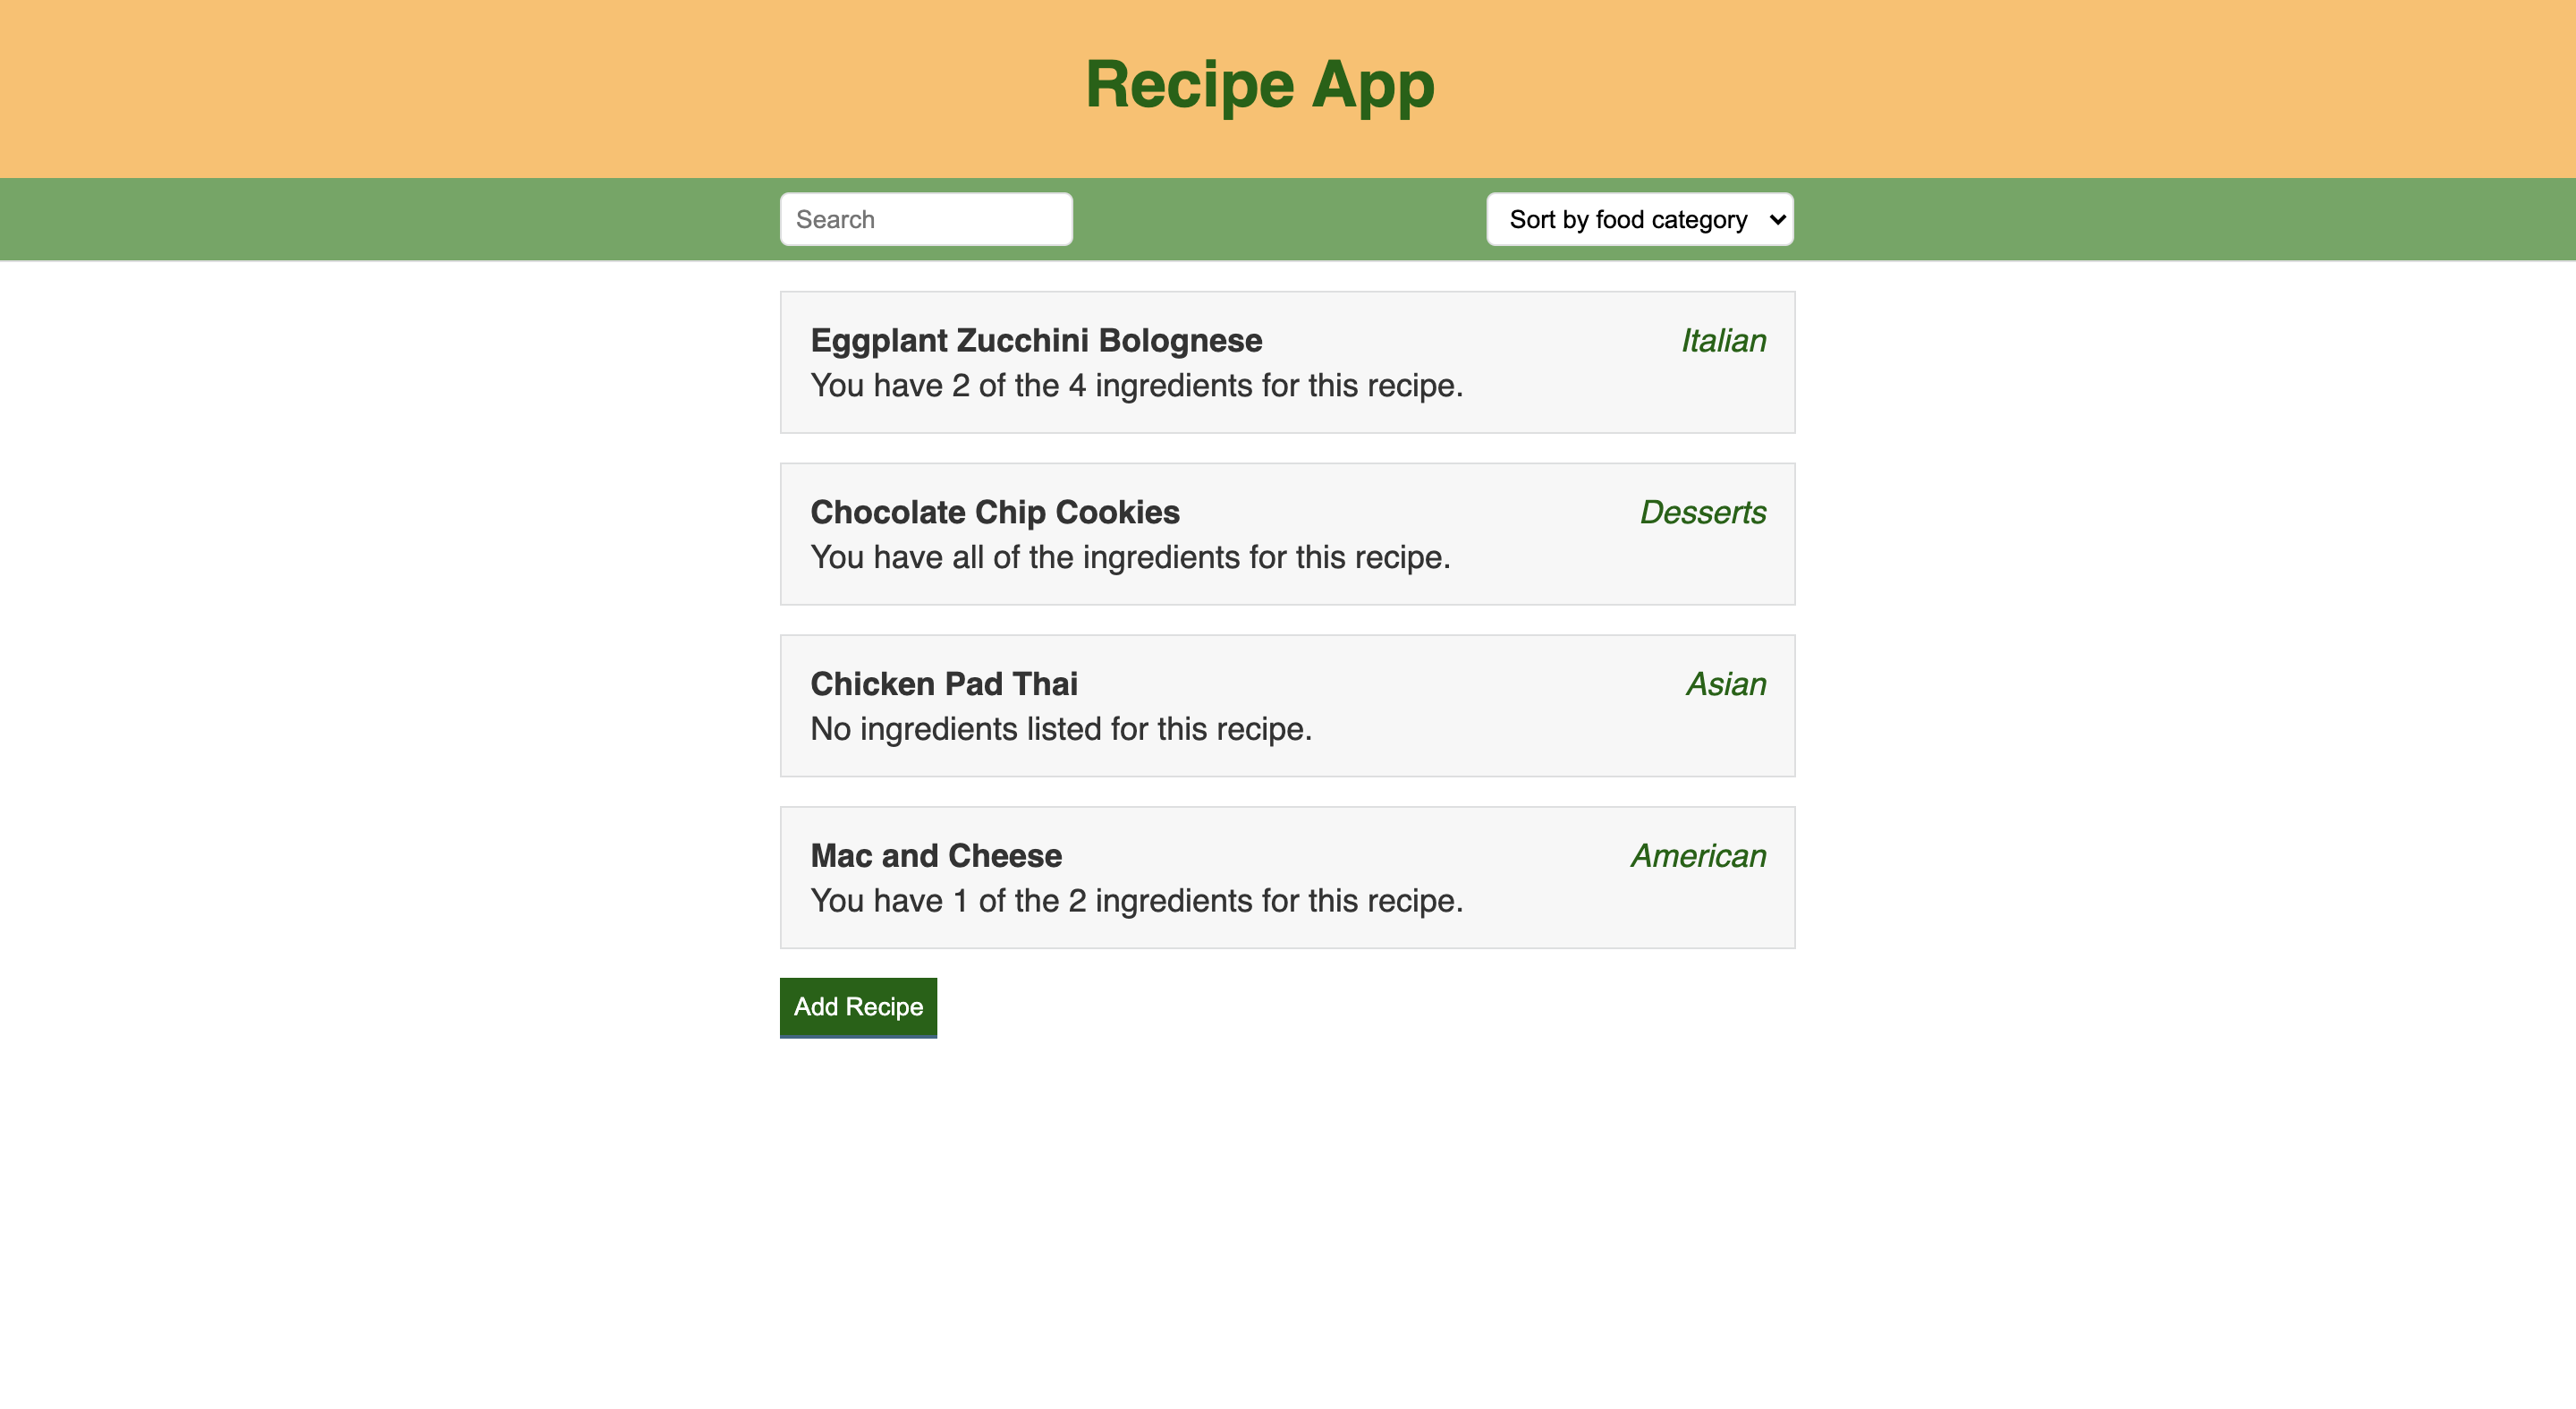 Recipe App
Search
Sort by food category
Eggplant Zucchini Bolognese
Italian
You have 2 of the 4 ingredients for this recipe.
Chocolate Chip Cookies
Desserts
You have all of the ingredients for this recipe.
Chicken Pad Thai
Asian
No ingredients listed for this recipe.
Mac and Cheese
American
You have 1 of the 2 ingredients for this recipe.
Add Recipe